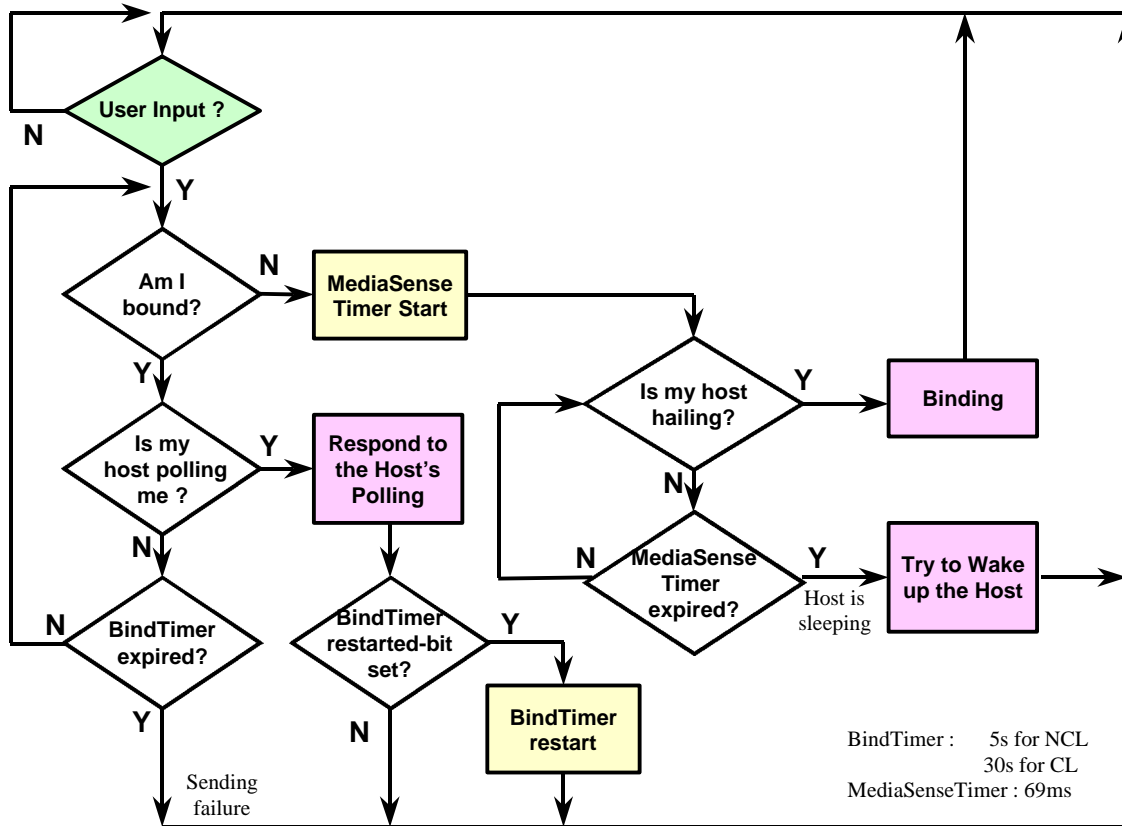 User Input ?
N
Y
Am I
bound?
N
MediaSense
Timer Start
Y
Is my
host polling
me ?
Y
Respond to
the Host's
Polling
Is my host
hailing?
Y
Binding
N
N
MediaSense
Timer
expired?
Y
Host is
sleeping
Try to Wake
up the Host
N
N
BindTimer
expired?
Y
BindTimer
restarted-bit
set?
Y
N
BindTimer
restart
Sending
failure
BindTimer : 5s for NCL
30s for CL
MediaSenseTimer : 69ms